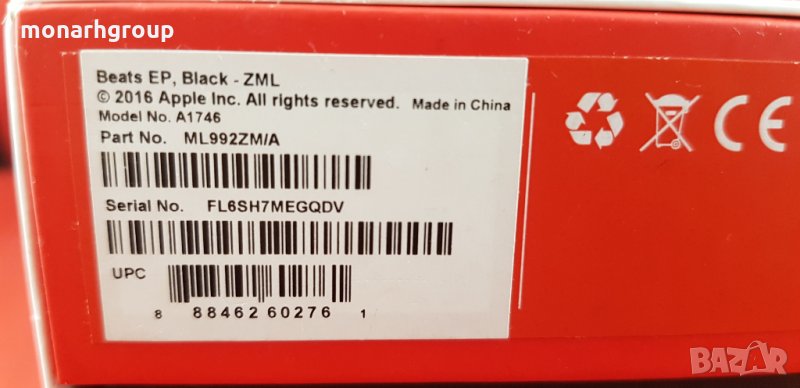 monarhgroup
Beats EP, Black - ZML
© 2016 Apple Inc. All rights reserved. Made in China
Model No. A1746
Part No. ML992ZM/A
Serial No. FL6SH7MEGQDV
UPC
8 88462 60276 1
CE
BAZAR